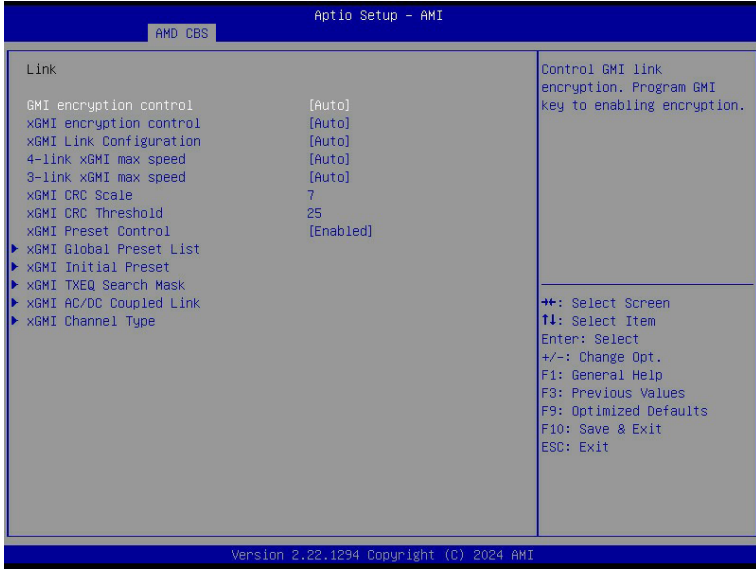 Aptio Setup – AMI
AMD CBS
Link
GMI encryption control [Auto]
xGMI encryption control [Auto]
xGMI Link Configuration [Auto]
4-link xGMI max speed [Auto]
3-link xGMI max speed [Auto]
xGMI CRC Scale 7
xGMI CRC Threshold 25
xGMI Preset Control [Enabled]
xGMI Global Preset List
xGMI Initial Preset
xGMI TXEQ Search Mask
xGMI AC/DC Coupled Link
xGMI Channel Type
Control GMI link
encryption. Program GMI
key to enabling encryption.
→←: Select Screen
↑↓: Select Item
Enter: Select
+/-: Change Opt.
F1: General Help
F3: Previous Values
F9: Optimized Defaults
F10: Save & Exit
ESC: Exit
Version 2.22.1294 Copyright (C) 2024 AMI